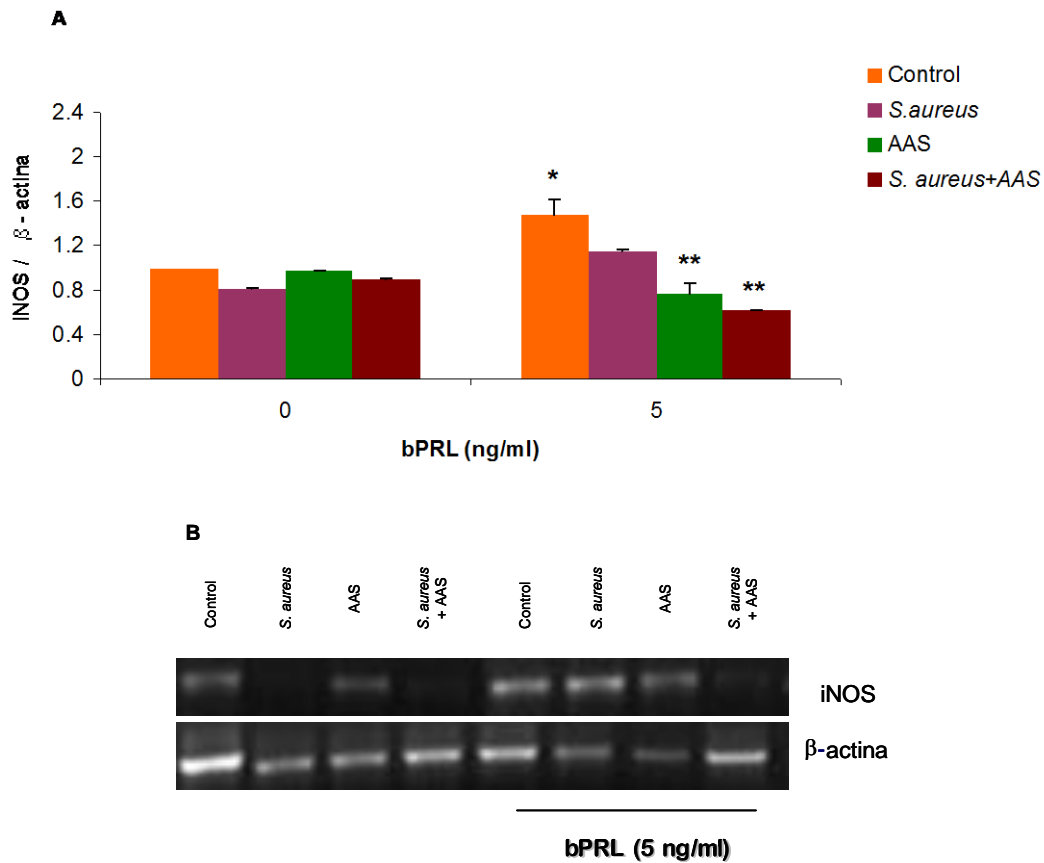 A
Control
S.aureus
AAS
S. aureus+AAS
2.4
2
1.6
1.2
0.8
0.4
0
iNOS / β - actina
*
**
**
0
5
bPRL (ng/ml)
B
Control
S. aureus
AAS
S. aureus
+ AAS
Control
S. aureus
AAS
S. aureus
+ AAS
iNOS
β-actina
bPRL (5 ng/ml)